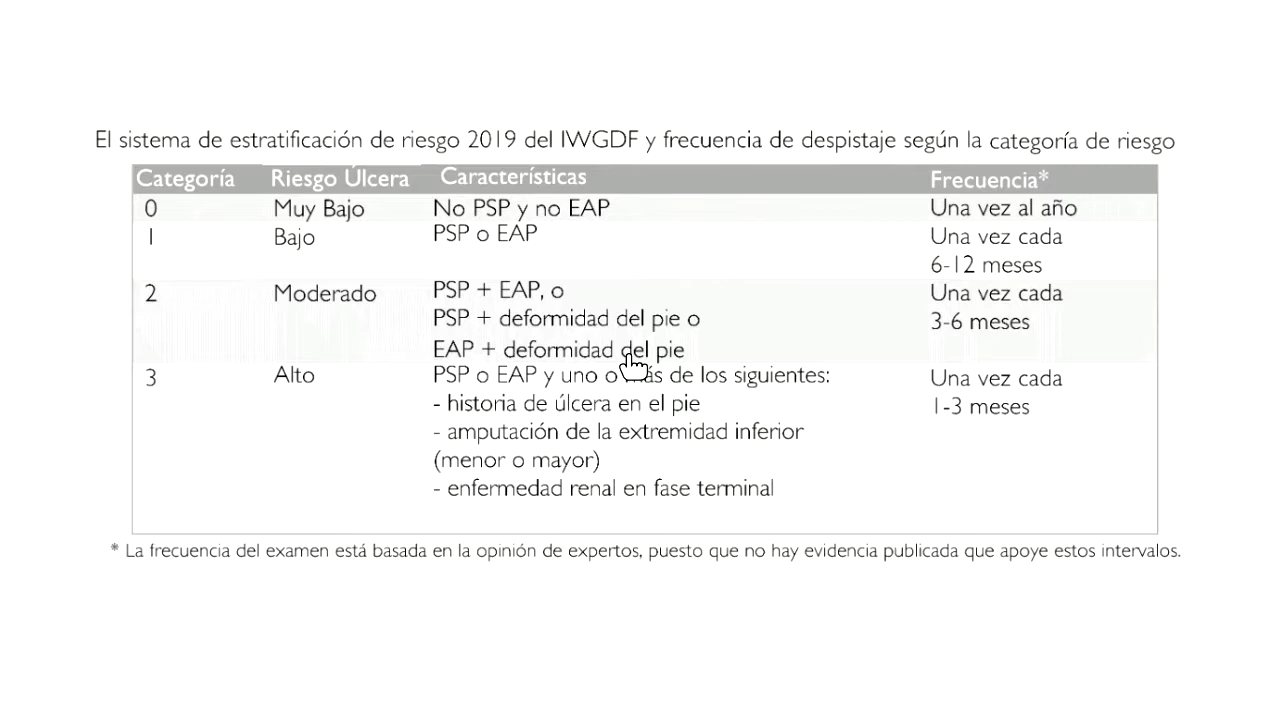 El sistema de estratificación de riesgo 2019 del IWGDF y frecuencia de despistaje según la categoría de riesgo
Categoría Riesgo Úlcera Características Frecuencia*
0 Muy Bajo No PSP y no EAP Una vez al año
1 Bajo PSP o EAP Una vez cada
6-12 meses
2 Moderado PSP + EAP, o Una vez cada
PSP + deformidad del pie o 3-6 meses
EAP + deformidad del pie
3 Alto PSP o EAP y uno o más de los siguientes: Una vez cada
- historia de úlcera en el pie 1-3 meses
- amputación de la extremidad inferior
(menor o mayor)
- enfermedad renal en fase terminal
* La frecuencia del examen está basada en la opinión de expertos, puesto que no hay evidencia publicada que apoye estos intervalos.